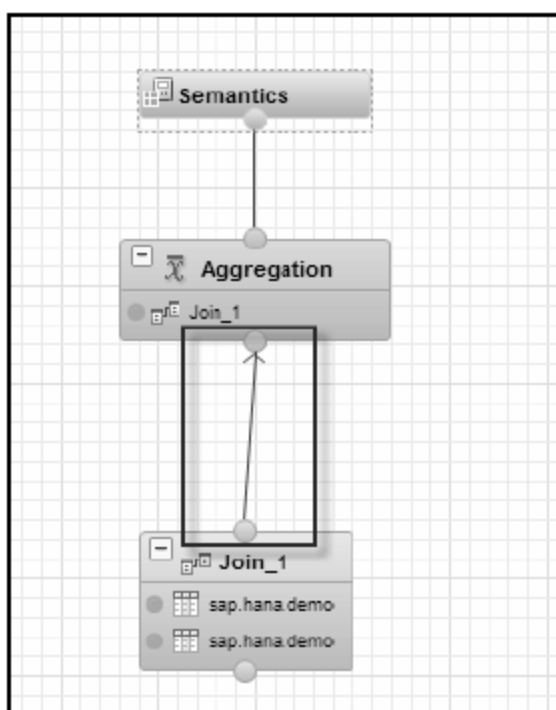 Semantics
Aggregation
Join_1
Join_1
sap.hana.demo
sap.hana.demo